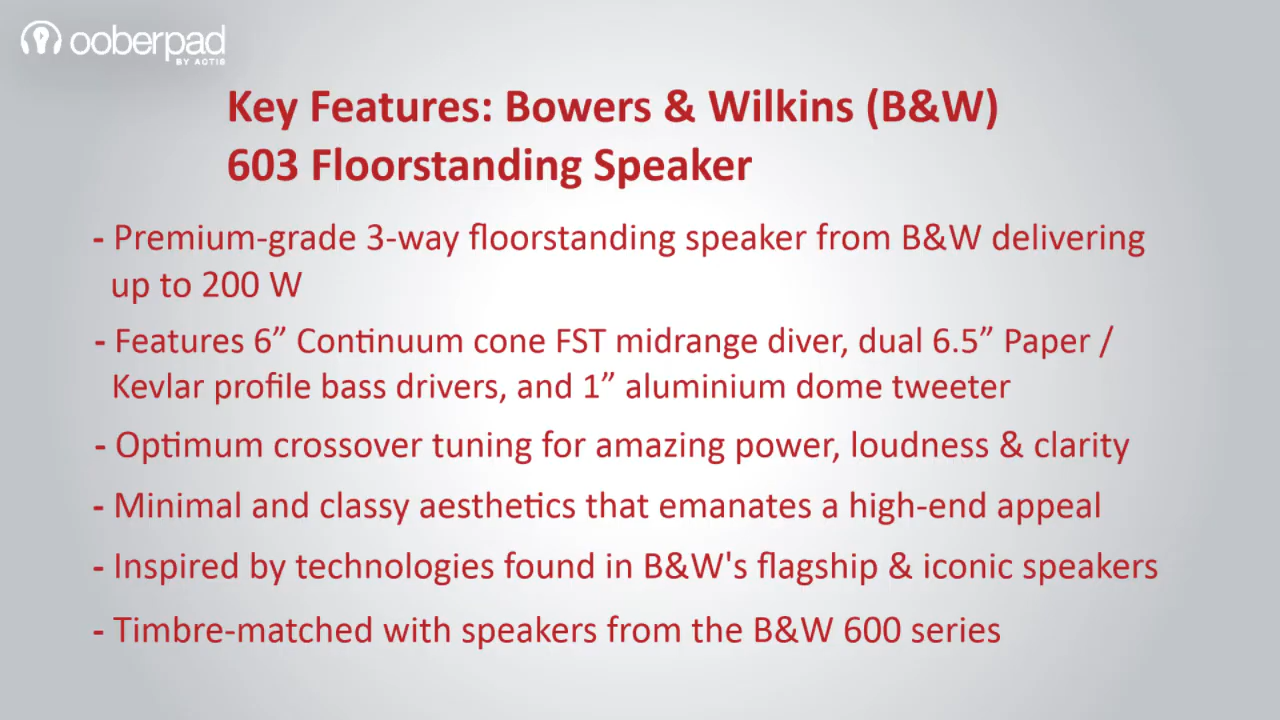 ooberpad
BY ACTIS
Key Features: Bowers & Wilkins (B&W)
603 Floorstanding Speaker
- Premium-grade 3-way floorstanding speaker from B&W delivering
up to 200 W
- Features 6” Continuum cone FST midrange diver, dual 6.5” Paper /
Kevlar profile bass drivers, and 1” aluminium dome tweeter
- Optimum crossover tuning for amazing power, loudness & clarity
- Minimal and classy aesthetics that emanates a high-end appeal
- Inspired by technologies found in B&W's flagship & iconic speakers
- Timbre-matched with speakers from the B&W 600 series